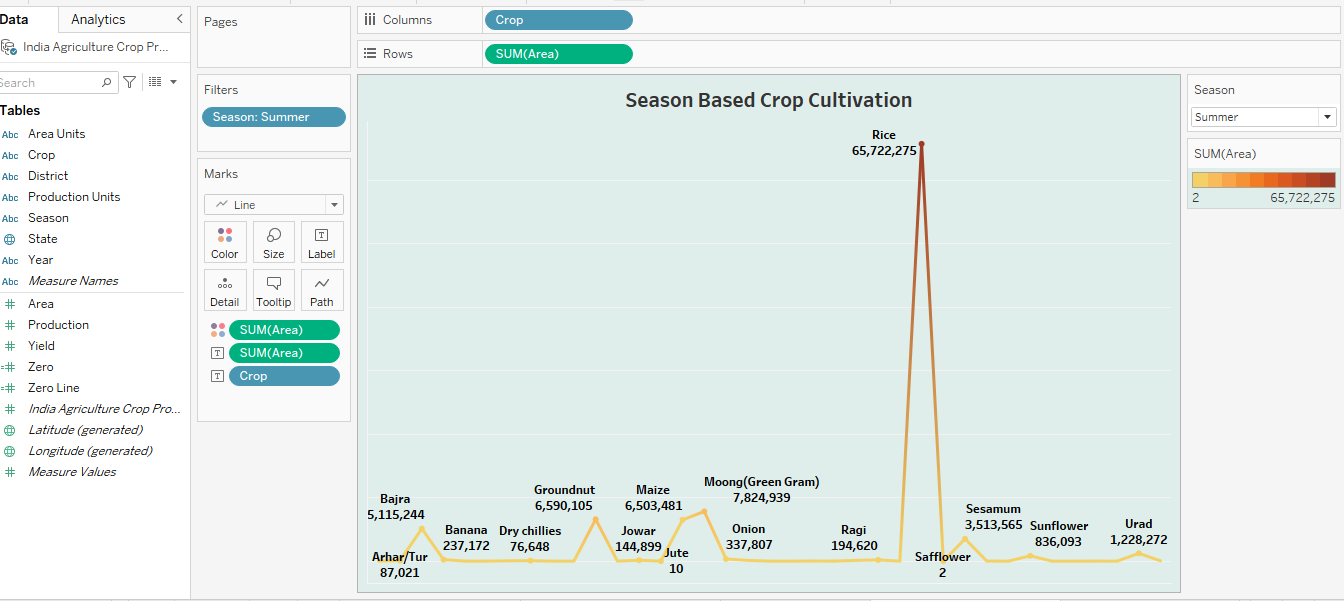 Data
Analytics
India Agriculture Crop Pr...
Search
Tables
Abc Area Units
Abc Crop
Abc District
Abc Production Units
Abc Season
State
Abc Year
Abc Measure Names
Area
Production
Yield
Zero
Zero Line
India Agriculture Crop Pro...
Latitude (generated)
Longitude (generated)
Measure Values
Pages
Filters
Season: Summer
Marks
Line
Color
Size
Label
Detail
Tooltip
Path
SUM(Area)
SUM(Area)
Crop
Columns
Crop
Rows
SUM(Area)
Season Based Crop Cultivation
Rice
65,722,275
Bajra
5,115,244
Arhar/Tur
87,021
Banana
237,172
Dry chillies
76,648
Groundnut
6,590,105
Jowar
144,899
Maize
6,503,481
Jute
10
Moong(Green Gram)
7,824,939
Onion
337,807
Ragi
194,620
Safflower
2
Sesamum
3,513,565
Sunflower
836,093
Urad
1,228,272
Season
Summer
SUM(Area)
2 65,722,275